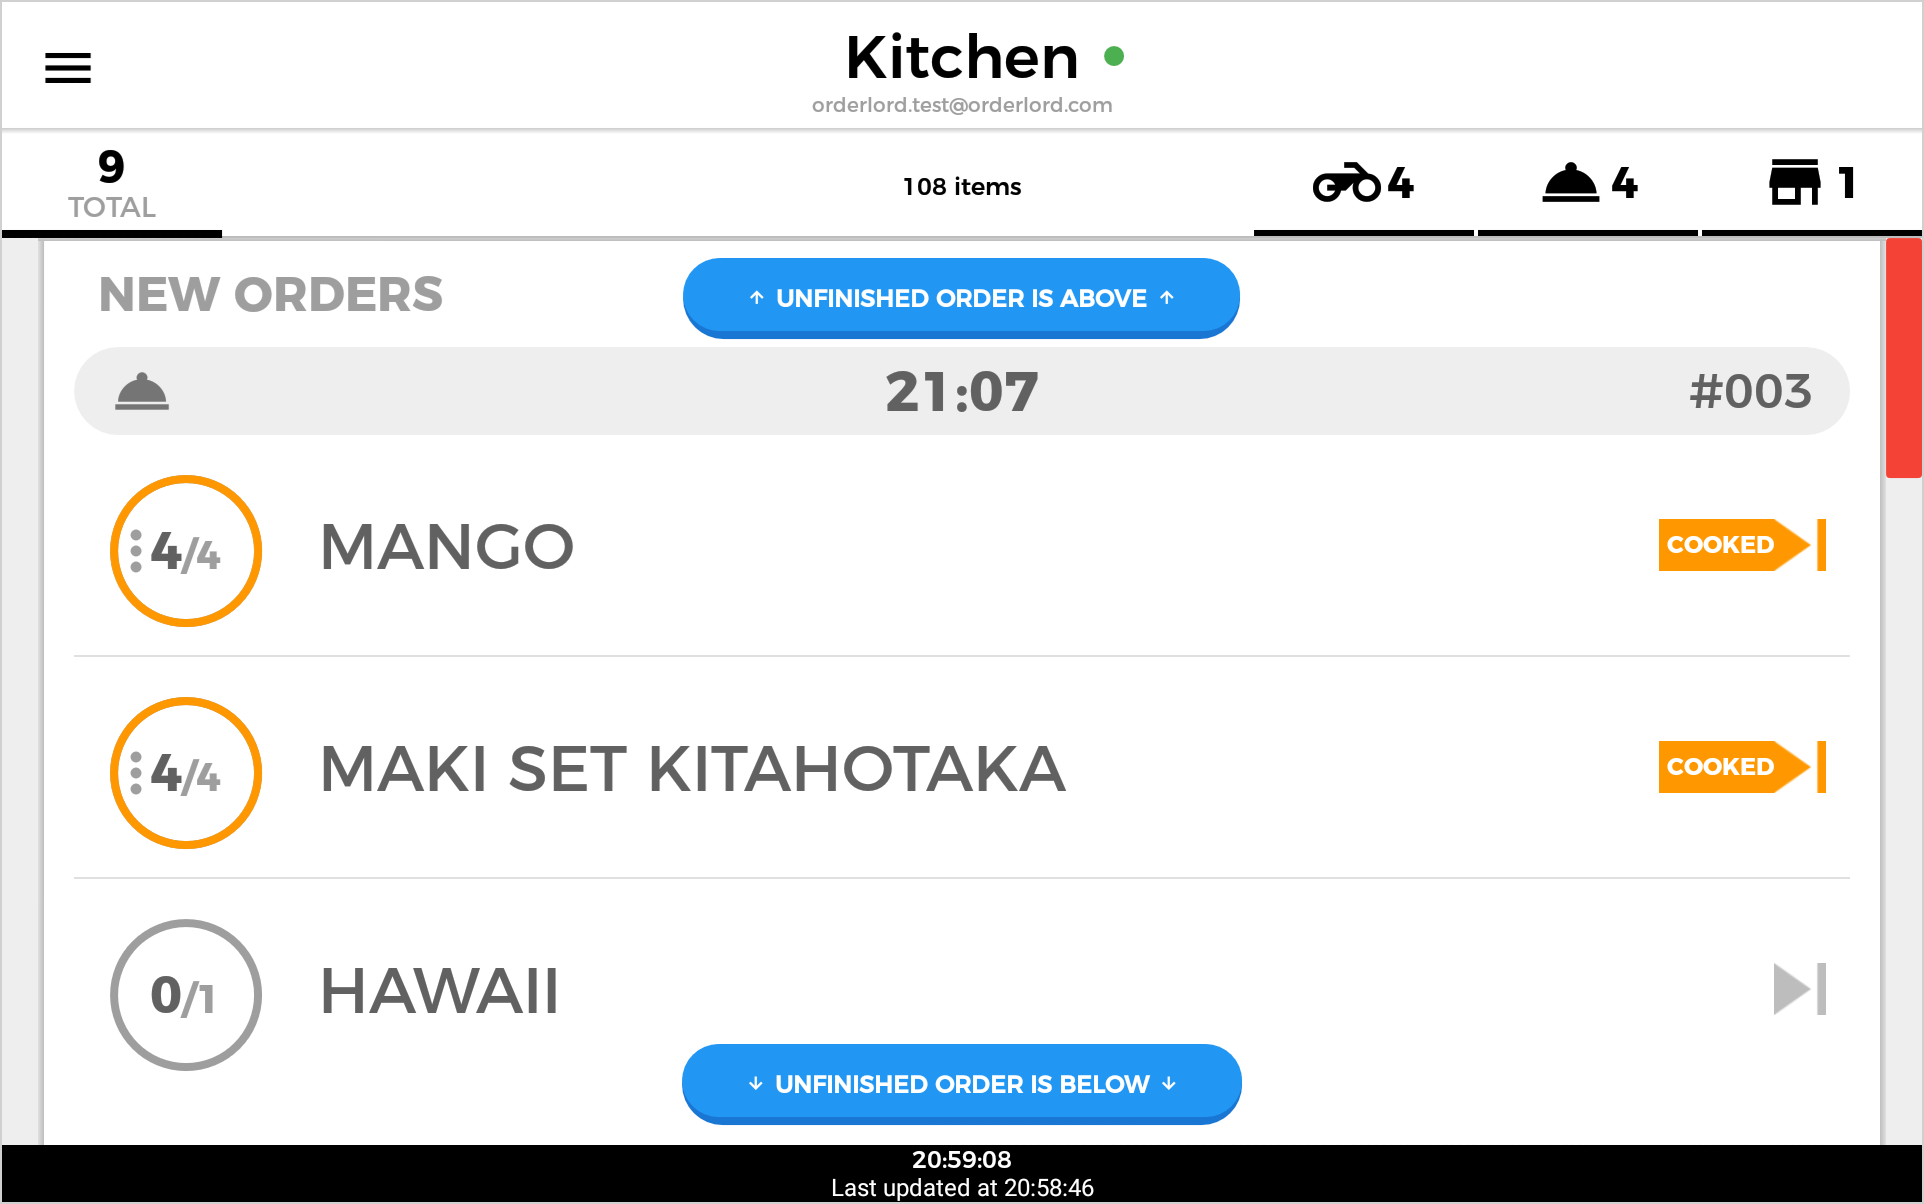 Kitchen
orderlord.test@orderlord.com
9
TOTAL
108 items
4
4
1
NEW ORDERS
↑ UNFINISHED ORDER IS ABOVE ↑
21:07
#003
4/4
MANGO
COOKED
4/4
MAKI SET KITAHOTAKA
COOKED
0/1
HAWAII
↓ UNFINISHED ORDER IS BELOW ↓
20:59:08
Last updated at 20:58:46